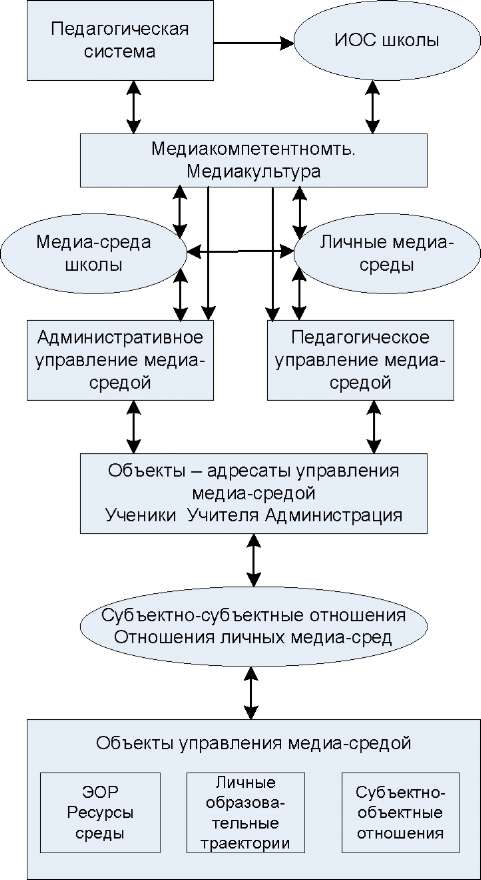 Педагогическая
система
ИОС школы
Медиакомпетентномть.
Медиакультура
Медиа-среда
школы
Личные медиа-
среды
Административное
управление медиа-
средой
Педагогическое
управление медиа-
средой
Объекты – адресаты управления
медиа-средой
Ученики Учителя Администрация
Субъектно-субъектные отношения
Отношения личных медиа-сред
Объекты управления медиа-средой
ЭОР
Ресурсы
среды
Личные
образова-
тельные
траектории
Субъектно-
объектные
отношения